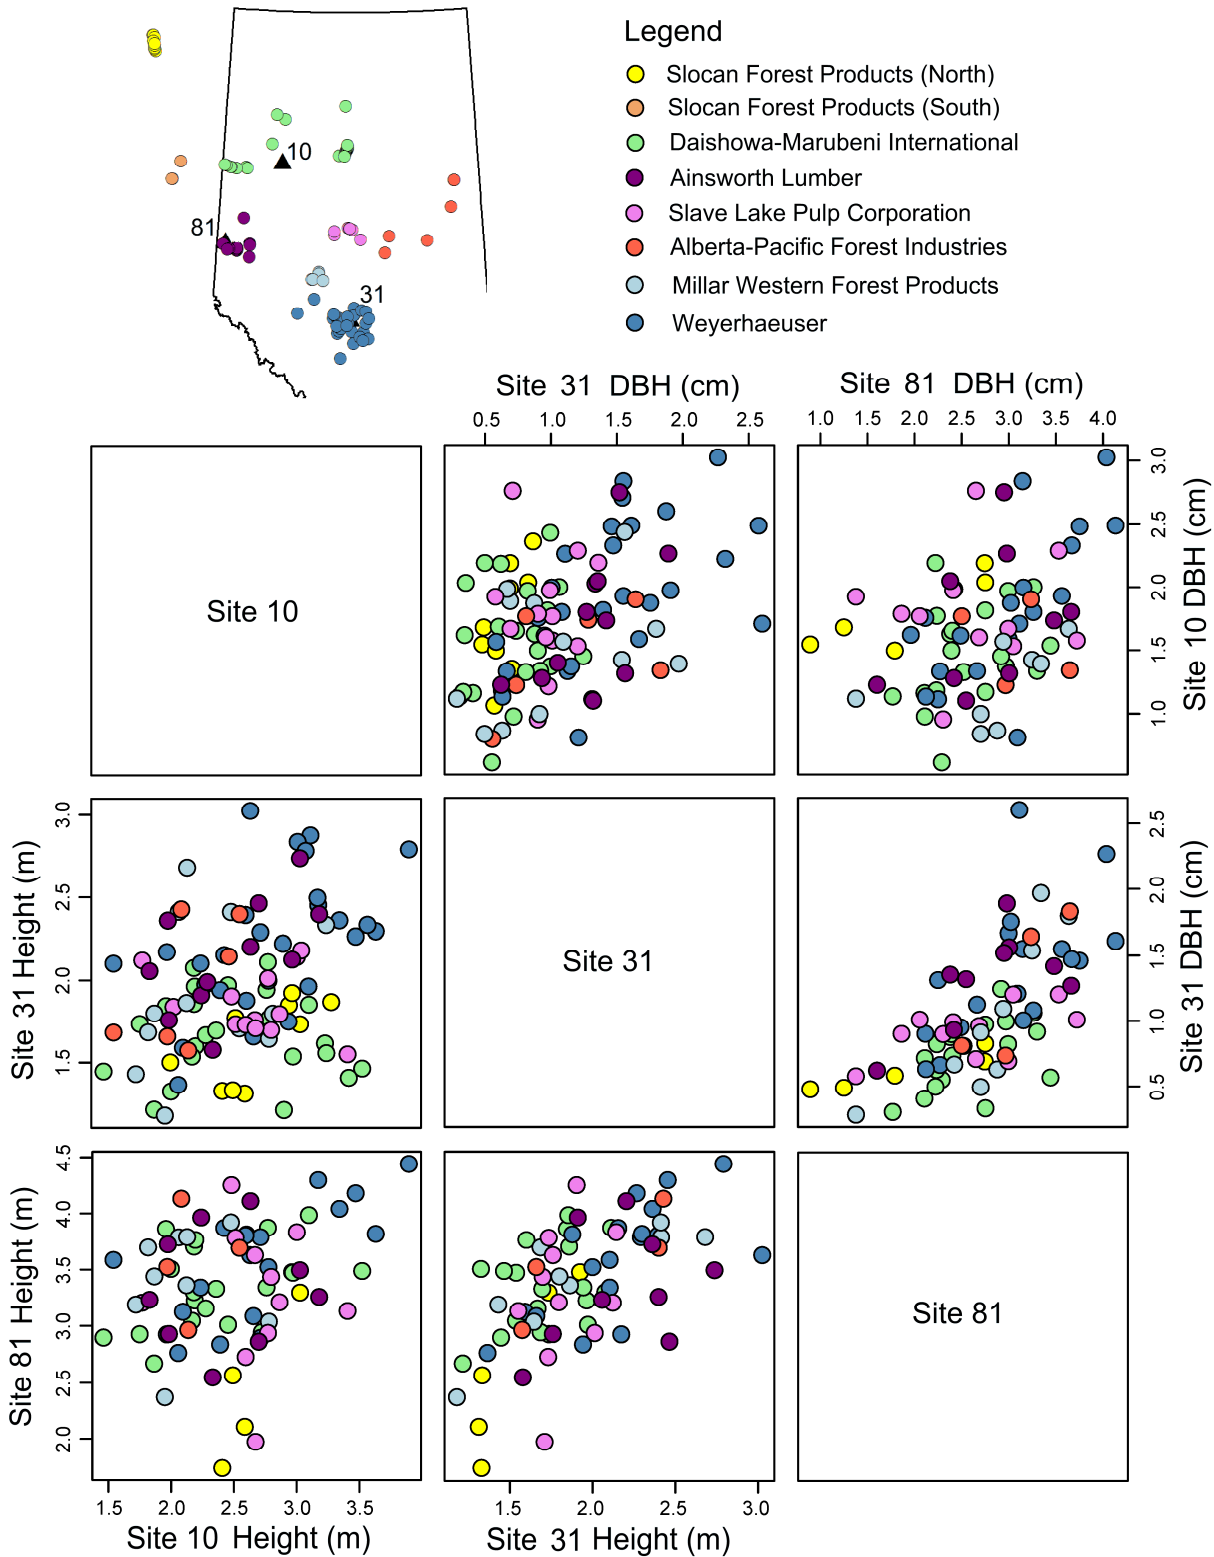 Legend
Slocan Forest Products (North)
Slocan Forest Products (South)
Daishowa-Marubeni International
Ainsworth Lumber
Slave Lake Pulp Corporation
Alberta-Pacific Forest Industries
Millar Western Forest Products
Weyerhaeuser
10
81
31
Site 31 DBH (cm)
Site 81 DBH (cm)
0.5 1.0 1.5 2.0 2.5
1.0 1.5 2.0 2.5 3.0 3.5 4.0
Site 10
1.0 1.5 2.0 2.5 3.0
Site 10 DBH (cm)
Site 31 Height (m)
1.5 2.0 2.5 3.0
Site 31
0.5 1.0 1.5 2.0 2.5
Site 31 DBH (cm)
Site 81 Height (m)
2.0 2.5 3.0 3.5 4.0 4.5
Site 81
1.5 2.0 2.5 3.0 3.5
1.5 2.0 2.5 3.0
Site 10 Height (m)
Site 31 Height (m)